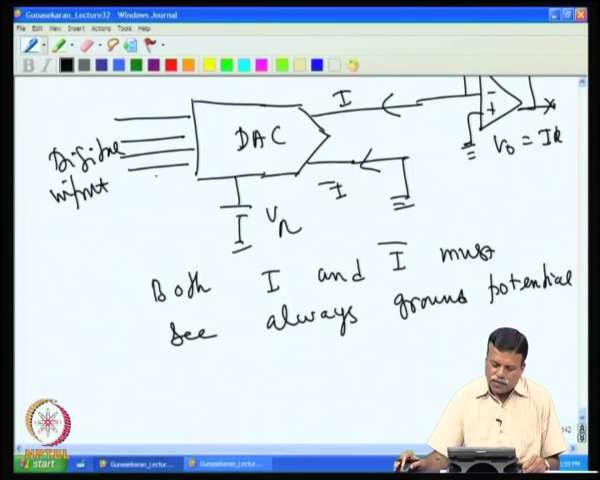 Gunasekaran_Lecture32 - Windows Journal
File Edit View Insert Actions Tools Help
B I
I
DAC
Digital
input
V₀ = IR
I̅
Vr
Both I and I̅ must
see always ground potential
NPTEL
start
Gunasekaran_Lectur...
Gunasekaran_Lectur...